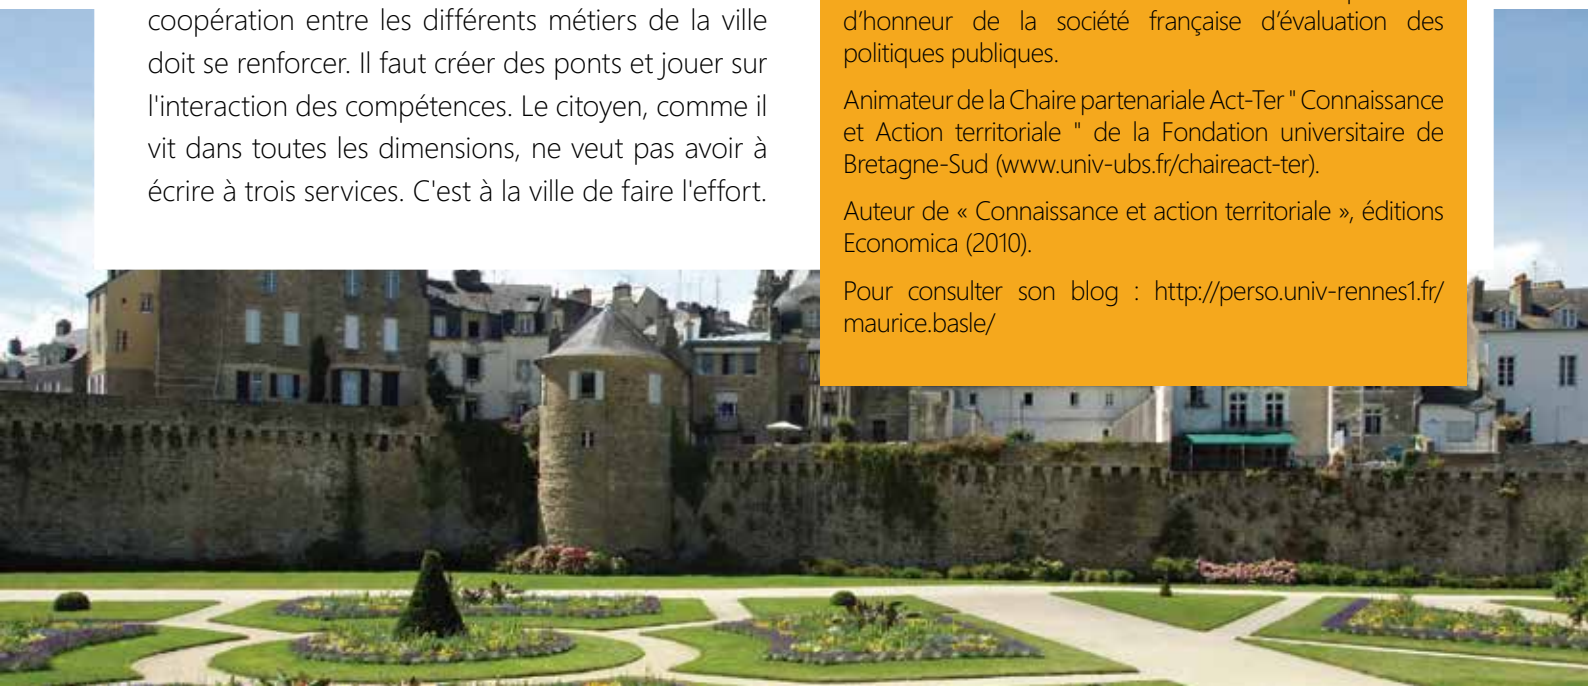 coopération entre les différents métiers de la ville
doit se renforcer. Il faut créer des ponts et jouer sur
l'interaction des compétences. Le citoyen, comme il
vit dans toutes les dimensions, ne veut pas avoir à
écrire à trois services. C'est à la ville de faire l'effort.
d'honneur de la société française d'évaluation des
politiques publiques.
Animateur de la Chaire partenariale Act-Ter " Connaissance
et Action territoriale " de la Fondation universitaire de
Bretagne-Sud (www.univ-ubs.fr/chaireact-ter).
Auteur de « Connaissance et action territoriale », éditions
Economica (2010).
Pour consulter son blog : http://perso.univ-rennes1.fr/
maurice.basle/